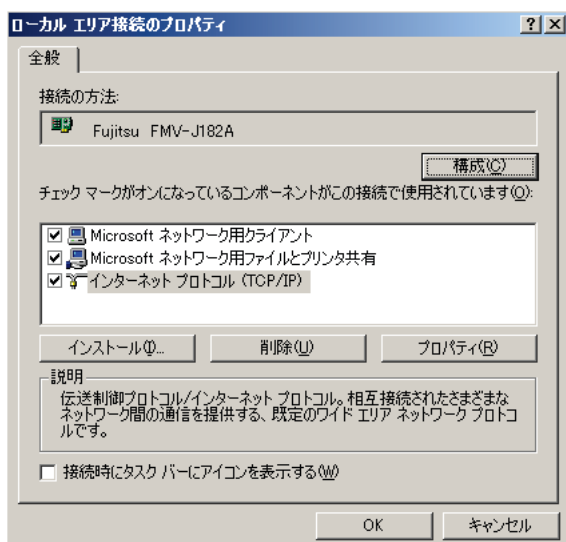 ローカル エリア接続のプロパティ
全般
接続の方法:
Fujitsu FMV-J182A
構成(C)
チェック マークがオンになっているコンポーネントがこの接続で使用されています(O):
Microsoft ネットワーク用クライアント
Microsoft ネットワーク用ファイルとプリンタ共有
インターネット プロトコル (TCP/IP)
インストール(I)...
削除(U)
プロパティ(R)
説明
伝送制御プロトコル/インターネット プロトコル。相互接続されたさまざまな
ネットワーク間の通信を提供する、既定のワイド エリア ネットワーク プロトコ
ルです。
接続時にタスク バーにアイコンを表示する(W)
OK
キャンセル